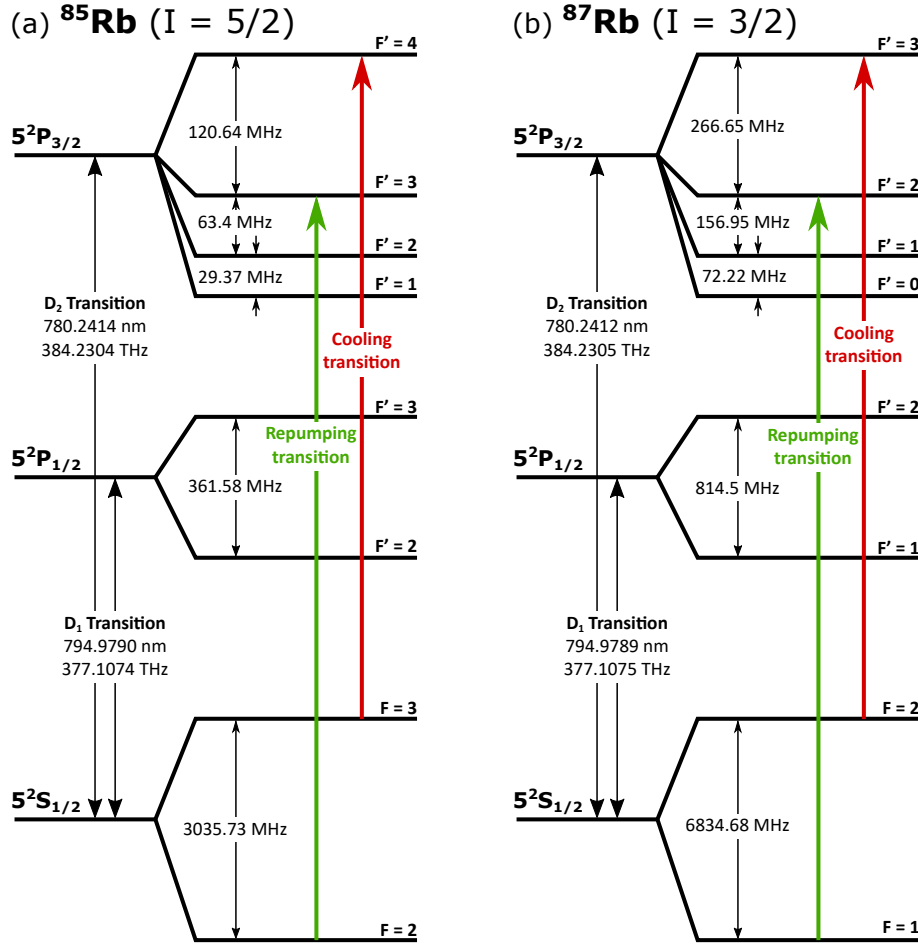 (a) ⁸⁵Rb (I = 5/2)
F' = 4
120.64 MHz
5²P₃/₂
F' = 3
63.4 MHz
F' = 2
29.37 MHz
F' = 1
D₂ Transition
780.2414 nm
384.2304 THz
Cooling
transition
F' = 3
Repumping
transition
5²P₁/₂
361.58 MHz
F' = 2
D₁ Transition
794.9790 nm
377.1074 THz
F = 3
5²S₁/₂
3035.73 MHz
F = 2
(b) ⁸⁷Rb (I = 3/2)
F' = 3
266.65 MHz
5²P₃/₂
F' = 2
156.95 MHz
F' = 1
72.22 MHz
F' = 0
D₂ Transition
780.2412 nm
384.2305 THz
Cooling
transition
F' = 2
Repumping
transition
5²P₁/₂
814.5 MHz
F' = 1
D₁ Transition
794.9789 nm
377.1075 THz
F = 2
5²S₁/₂
6834.68 MHz
F = 1